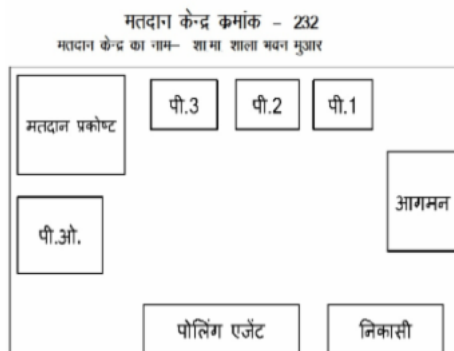 मतदान केन्द्र क्रमांक - 232
मतदान केन्द्र का नाम– शा मा शाला भवन मुआर
मतदान प्रकोष्ट
पी.3
पी.2
पी.1
आगमन
पी.ओ.
पोलिंग एजेंट
निकासी